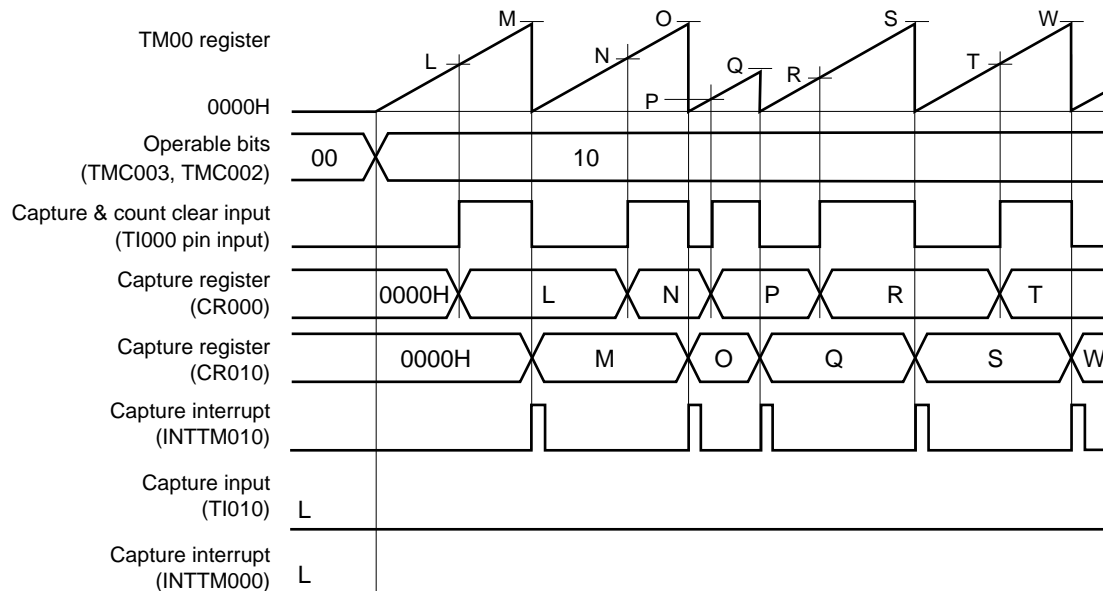 M O S W
TM00 register
L N Q R T
P
0000H
Operable bits
(TMC003, TMC002)
00 10
Capture & count clear input
(TI000 pin input)
Capture register
(CR000)
0000H L N P R T
Capture register
(CR010)
0000H M O Q S W
Capture interrupt
(INTTM010)
Capture input
(TI010)
L
Capture interrupt
(INTTM000)
L